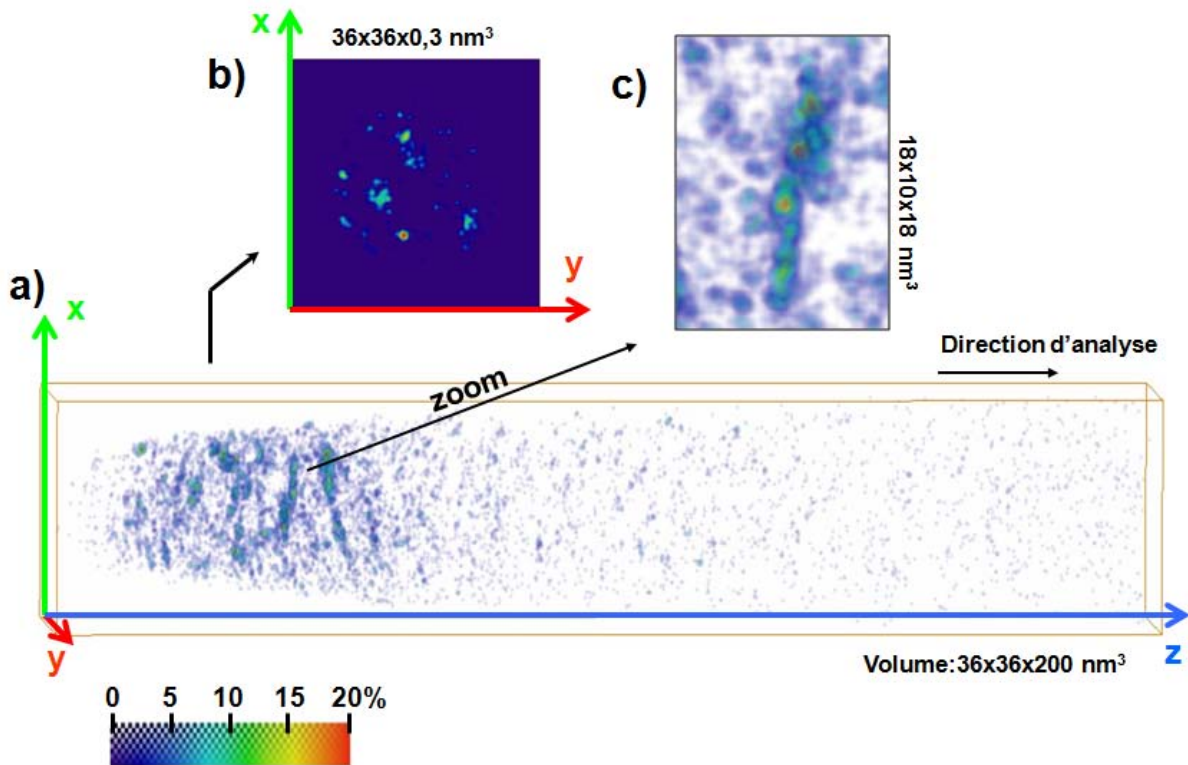 x
36x36x0,3 nm³
b)
y
c)
18x10x18 nm³
a)
x
zoom
Direction d'analyse
y
z
Volume:36x36x200 nm³
0 5 10 15 20%